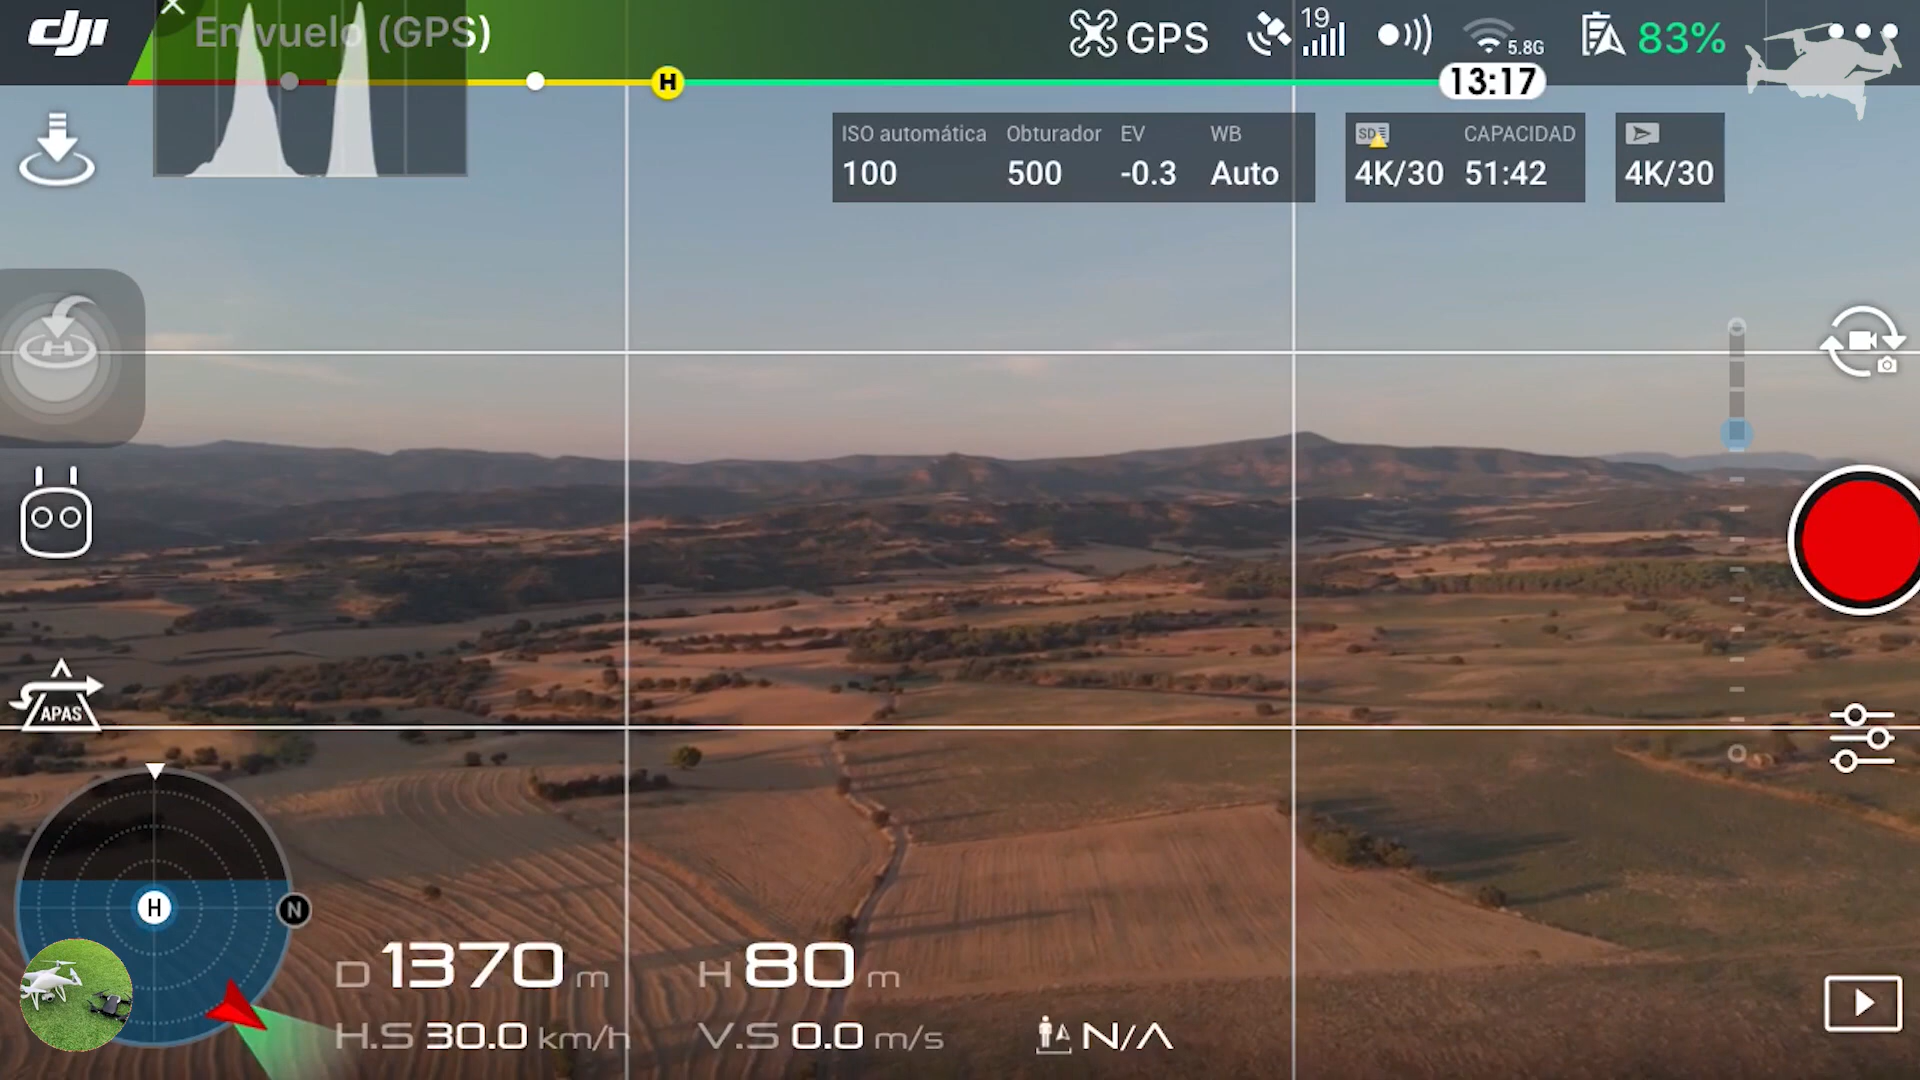 dji En vuelo (GPS) GPS 19 5.8G 83%
H 13:17
ISO automática Obturador EV WB SD CAPACIDAD
100 500 -0.3 Auto 4K/30 51:42 4K/30
H
APAS
H N
D 1370 m H 80 m
H.S 30.0 km/h V.S 0.0 m/s N/A